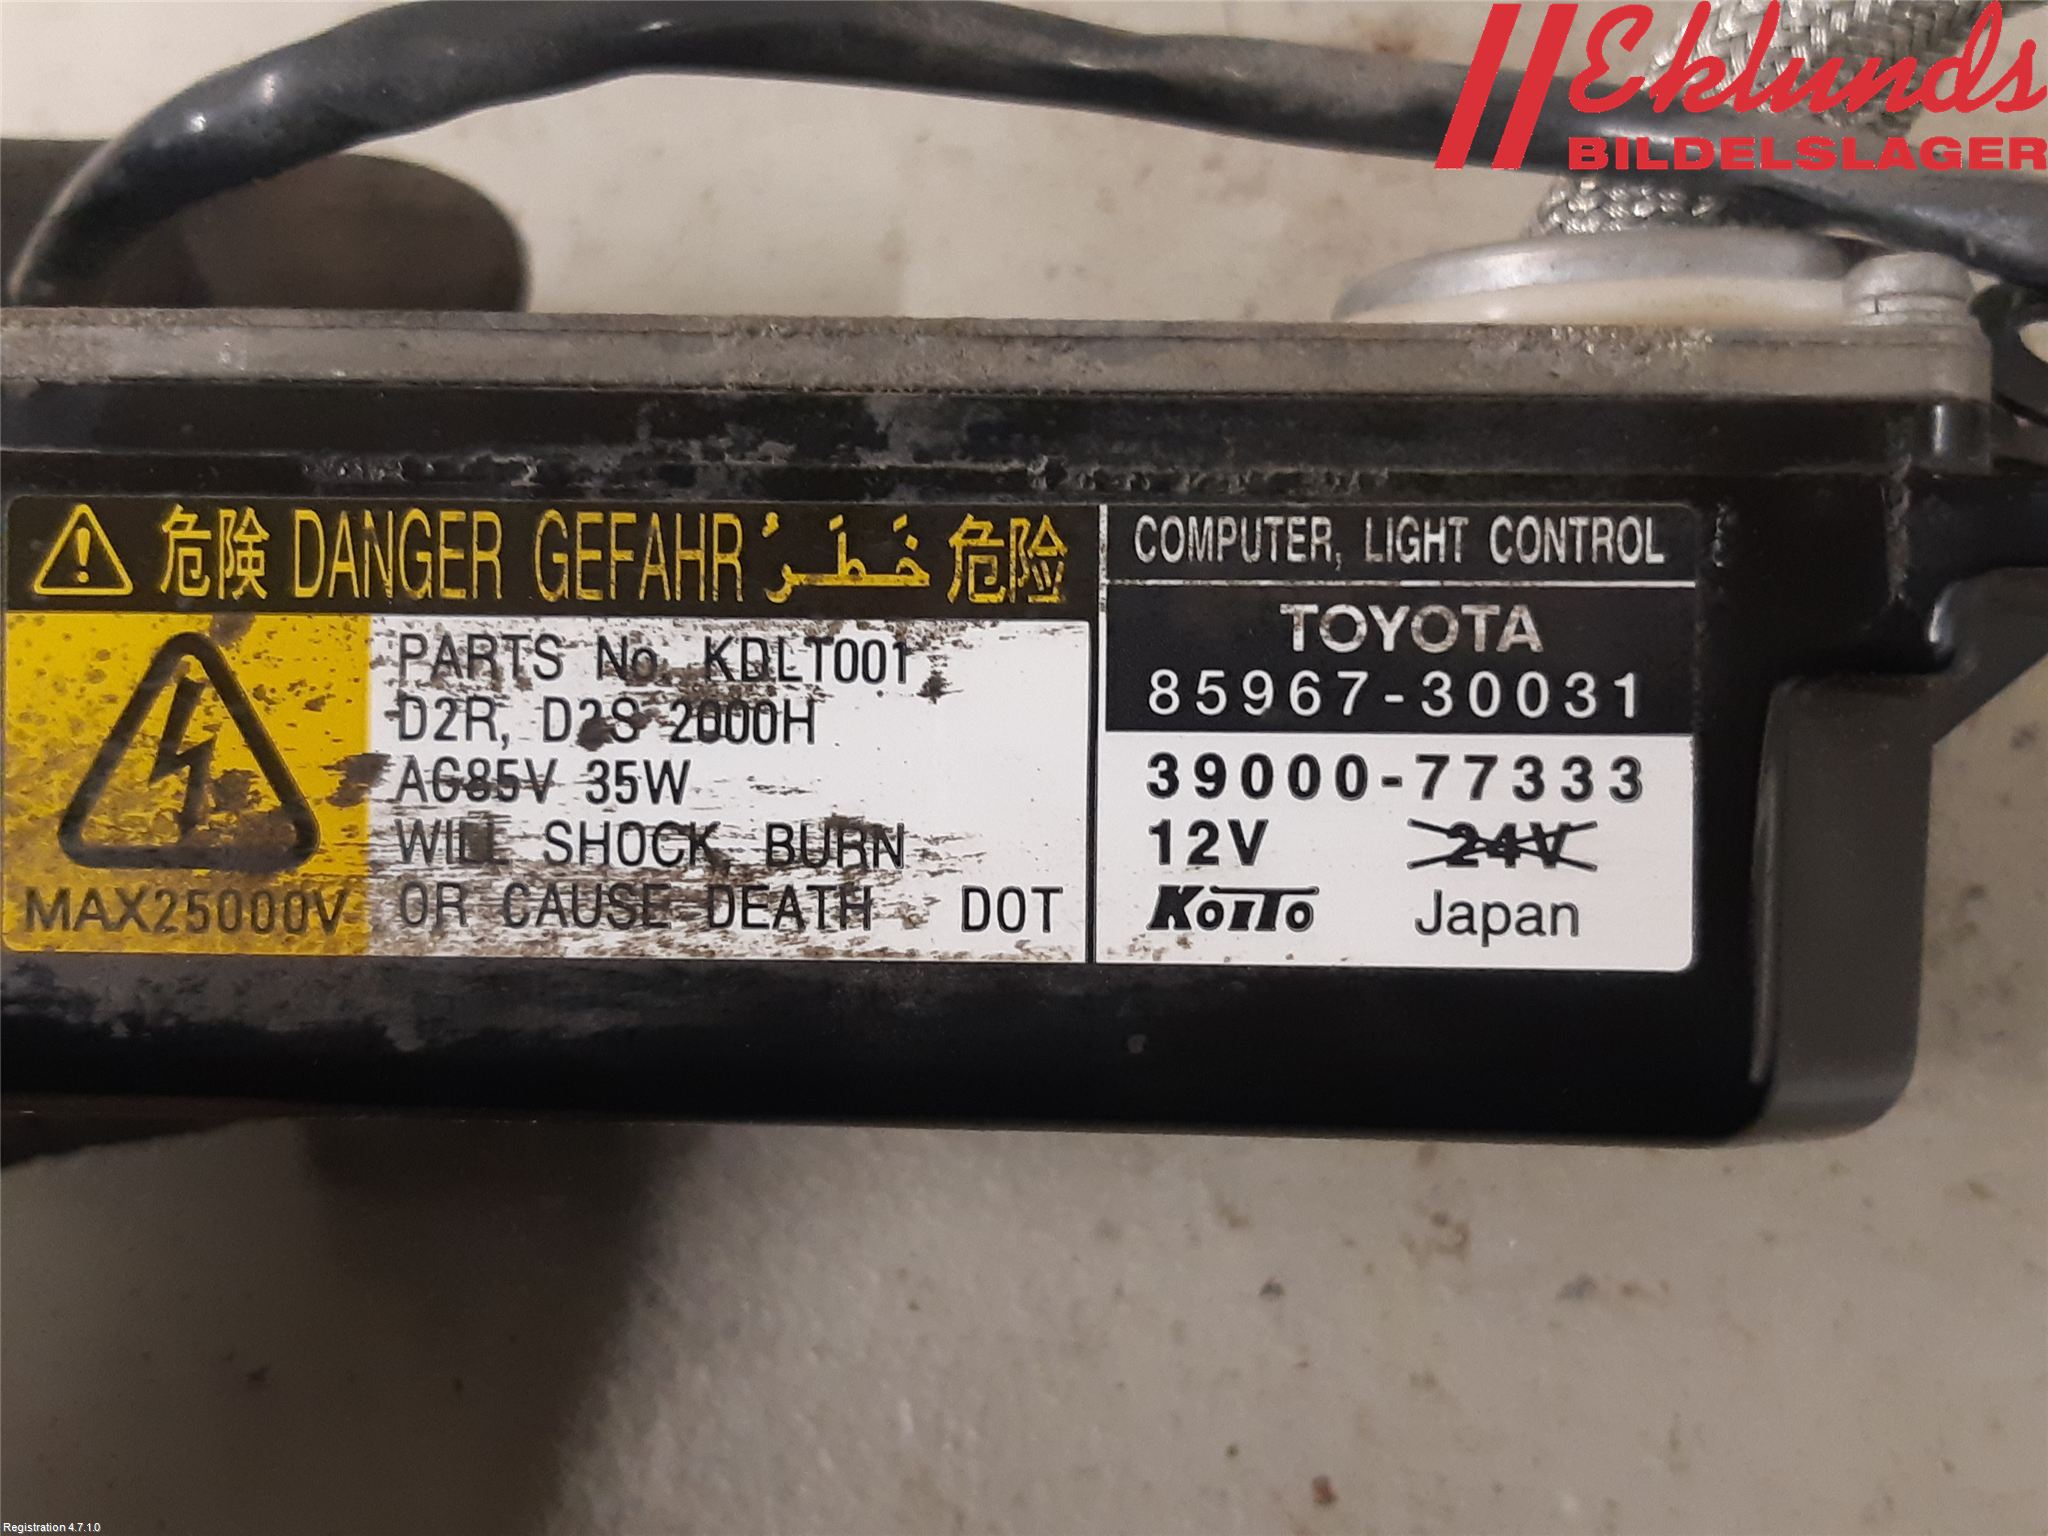 Eklunds
BILDELSLAGER
危険 DANGER GEFAHR خَطَرُ 危险
PARTS No. KDLT001
D2R, D2S 2000H
AC85V 35W
WILL SHOCK, BURN
OR CAUSE DEATH DOT
MAX25000V
COMPUTER, LIGHT CONTROL
TOYOTA
85967-30031
39000-77333
12V 24V
KOITO Japan
Registration 4.7.1.0